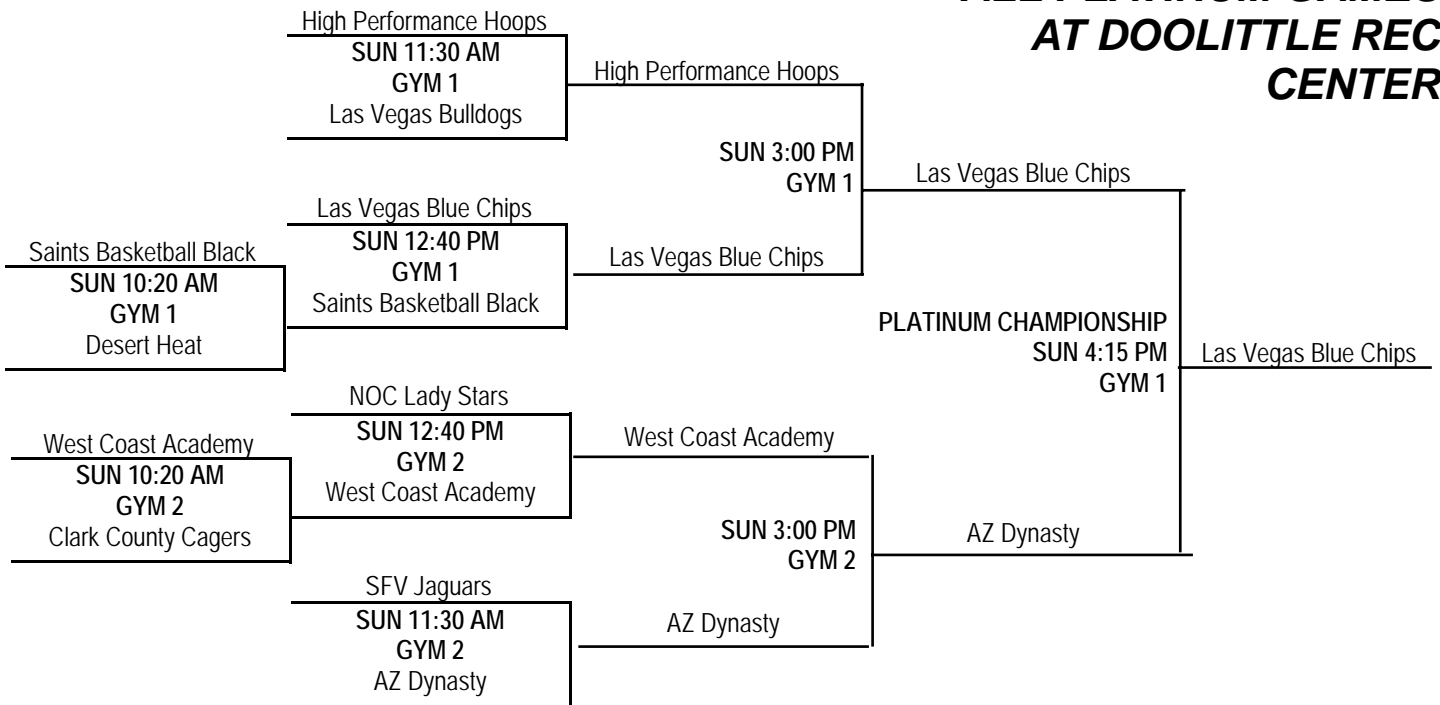 AT DOOLITTLE REC
CENTER
High Performance Hoops
SUN 11:30 AM
GYM 1
Las Vegas Bulldogs
High Performance Hoops
SUN 3:00 PM
GYM 1
Las Vegas Blue Chips
Las Vegas Blue Chips
SUN 12:40 PM
GYM 1
Saints Basketball Black
Las Vegas Blue Chips
Saints Basketball Black
SUN 10:20 AM
GYM 1
Desert Heat
PLATINUM CHAMPIONSHIP
SUN 4:15 PM
GYM 1
Las Vegas Blue Chips
NOC Lady Stars
SUN 12:40 PM
GYM 2
West Coast Academy
West Coast Academy
West Coast Academy
SUN 10:20 AM
GYM 2
Clark County Cagers
SUN 3:00 PM
GYM 2
AZ Dynasty
SFV Jaguars
SUN 11:30 AM
GYM 2
AZ Dynasty
AZ Dynasty